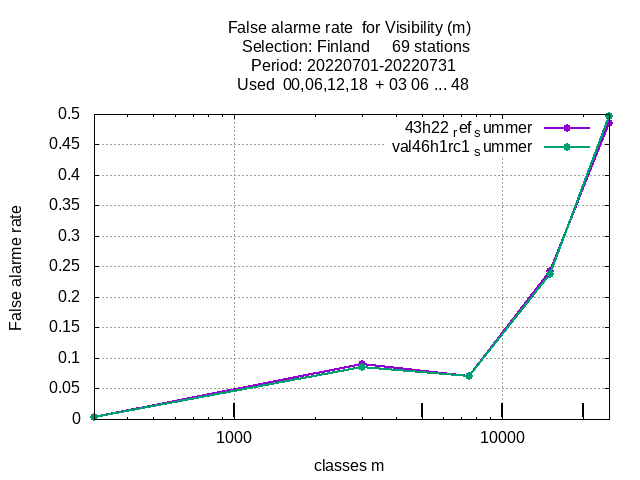 False alarme rate  for Visibility (m)
Selection: Finland     69 stations
Period: 20220701-20220731
Used  00,06,12,18  + 03 06 ... 48
0.5
0.45
0.4
0.35
0.3
0.25
0.2
0.15
0.1
0.05
0
False alarme rate
43h22 refsummer
val46h1rc1 summer
1000
10000
classes m